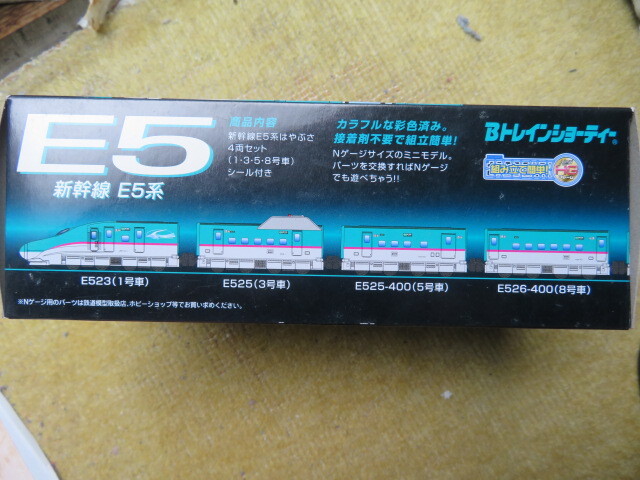 E5
新幹線 E5系
商品内容
新幹線E5系はやぶさ
4両セット
(1・3・5・8号車)
シール付き
カラフルな彩色済み。
接着剤不要で組立簡単!
Nゲージサイズのミニモデル。
パーツを交換すればNゲージ
でも遊べちゃう!!
Bトレインショーティー
組み立て簡単!
E523(1号車)
E525(3号車)
E525-400(5号車)
E526-400(8号車)
※Nゲージ用のパーツは鉄道模型取扱店、ホビーショップ等でお買い求めください。